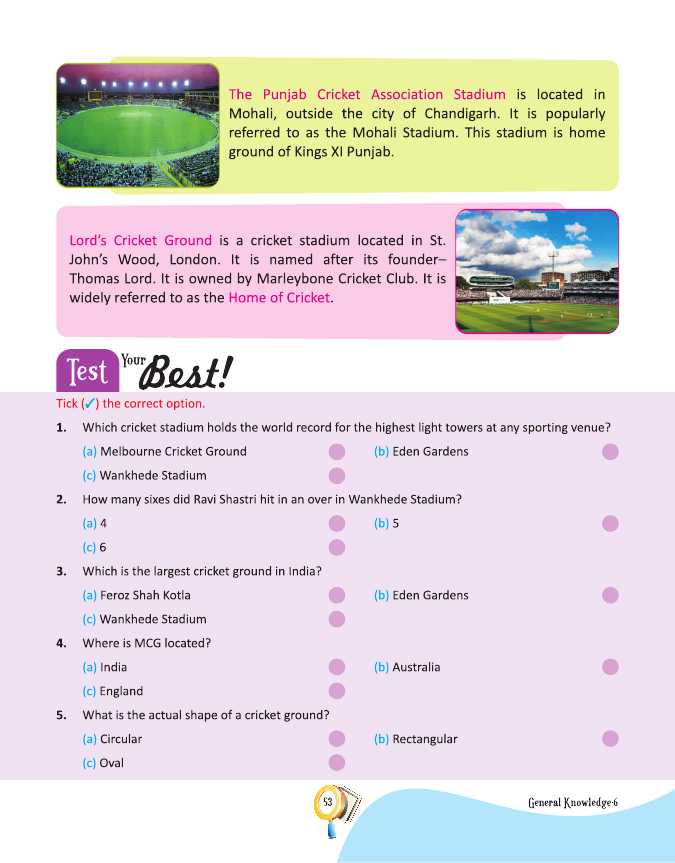 The Punjab Cricket Association Stadium is located in
Mohali, outside the city of Chandigarh. It is popularly
referred to as the Mohali Stadium. This stadium is home
ground of Kings XI Punjab.
Lord's Cricket Ground is a cricket stadium located in St.
John's Wood, London. It is named after its founder–
Thomas Lord. It is owned by Marleybone Cricket Club. It is
widely referred to as the Home of Cricket.
Test Your Best!
Tick (✓) the correct option.
1. Which cricket stadium holds the world record for the highest light towers at any sporting venue?
(a) Melbourne Cricket Ground (b) Eden Gardens
(c) Wankhede Stadium
2. How many sixes did Ravi Shastri hit in an over in Wankhede Stadium?
(a) 4 (b) 5
(c) 6
3. Which is the largest cricket ground in India?
(a) Feroz Shah Kotla (b) Eden Gardens
(c) Wankhede Stadium
4. Where is MCG located?
(a) India (b) Australia
(c) England
5. What is the actual shape of a cricket ground?
(a) Circular (b) Rectangular
(c) Oval
53 General Knowledge-6